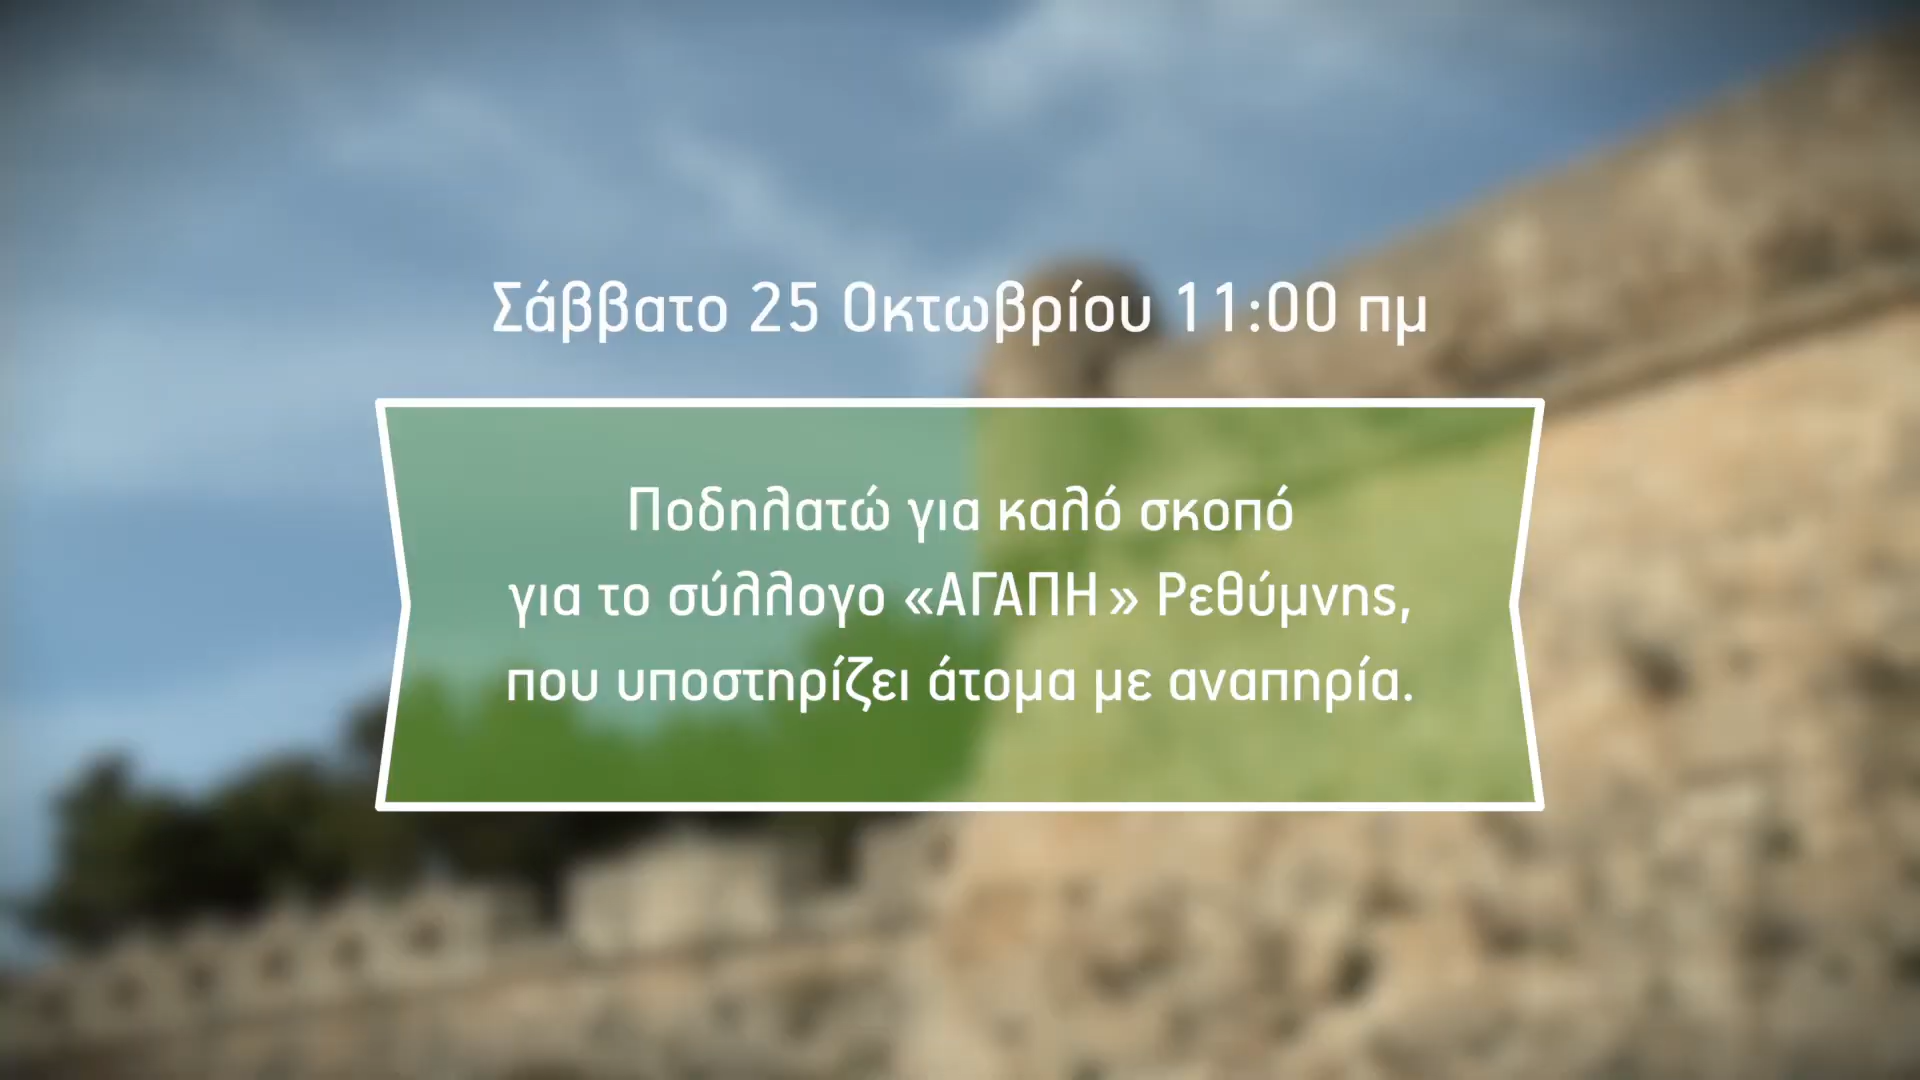 Σάββατο 25 Οκτωβρίου 11:00 πμ
Ποδηλατώ για καλό σκοπό
για το σύλλογο «ΑΓΑΠΗ» Ρεθύμνης,
που υποστηρίζει άτομα με αναπηρία.